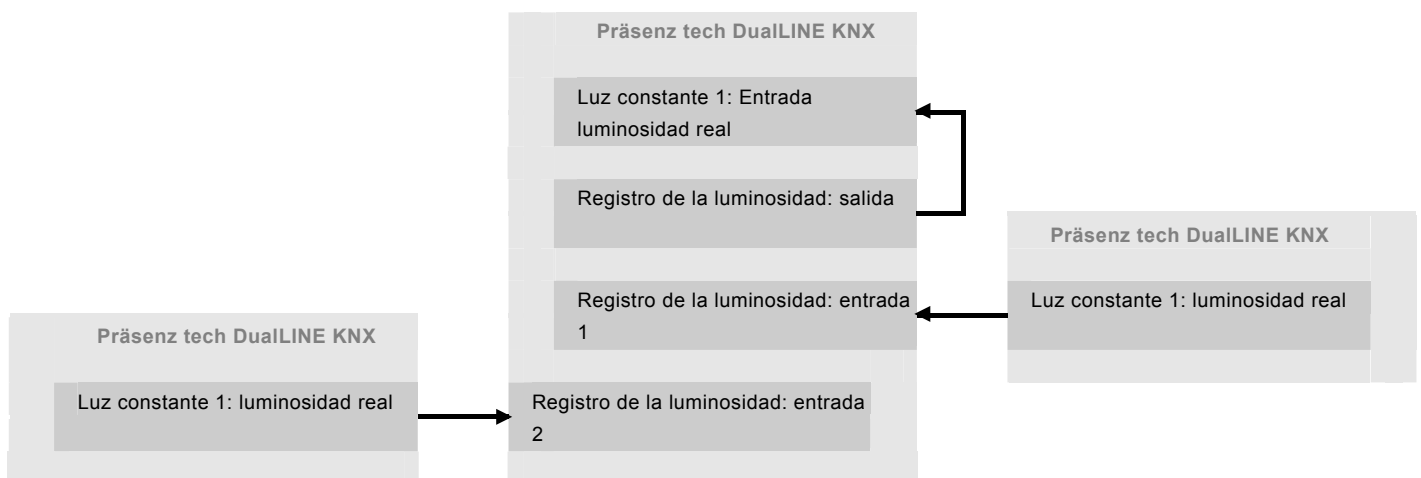 Präsenz tech DualLINE KNX
Luz constante 1: Entrada
luminosidad real
Registro de la luminosidad: salida
Registro de la luminosidad: entrada
1
Registro de la luminosidad: entrada
2
Präsenz tech DualLINE KNX
Luz constante 1: luminosidad real
Präsenz tech DualLINE KNX
Luz constante 1: luminosidad real